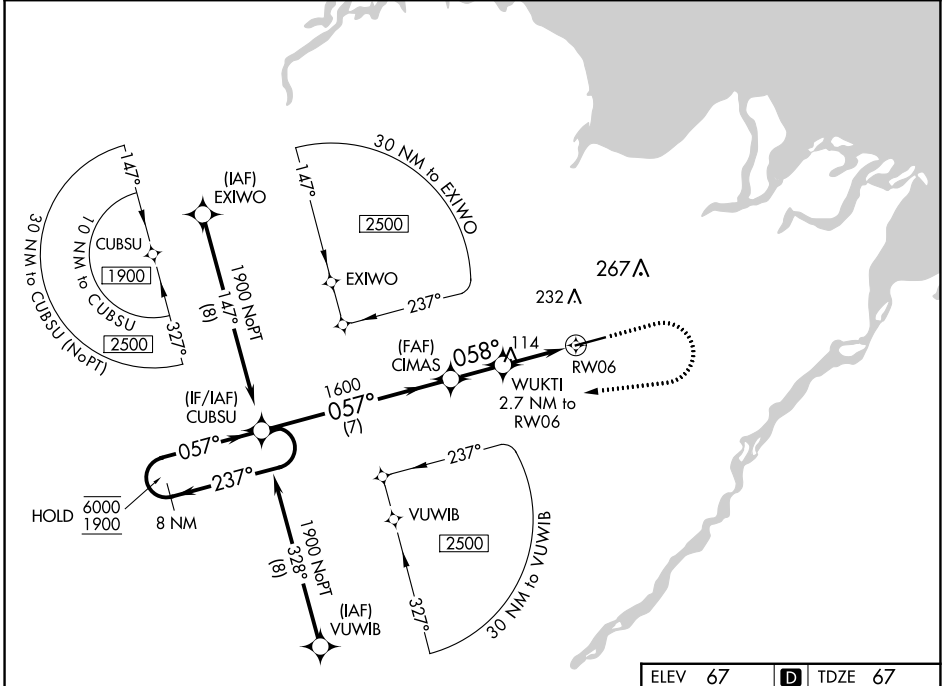 30 NM to EXIWO
147°
2500
EXIWO
237°
147°
30 NM to CUBSU (NoPT)
10 NM to CUBSU
CUBSU
1900
2500
327°
(IAF)
EXIWO
1900 NoPT
147°
(8)
267
232
114
(FAF)
CIMAS
058°
RW06
WUKTI
2.7 NM to
RW06
(IF/IAF)
CUBSU
1600
057°
(7)
057°
237°
HOLD
6000
1900
8 NM
1900 NoPT
328°
(8)
(IAF)
VUWIB
237°
VUWIB
2500
327°
30 NM to VUWIB
ELEV 67 D TDZE 67